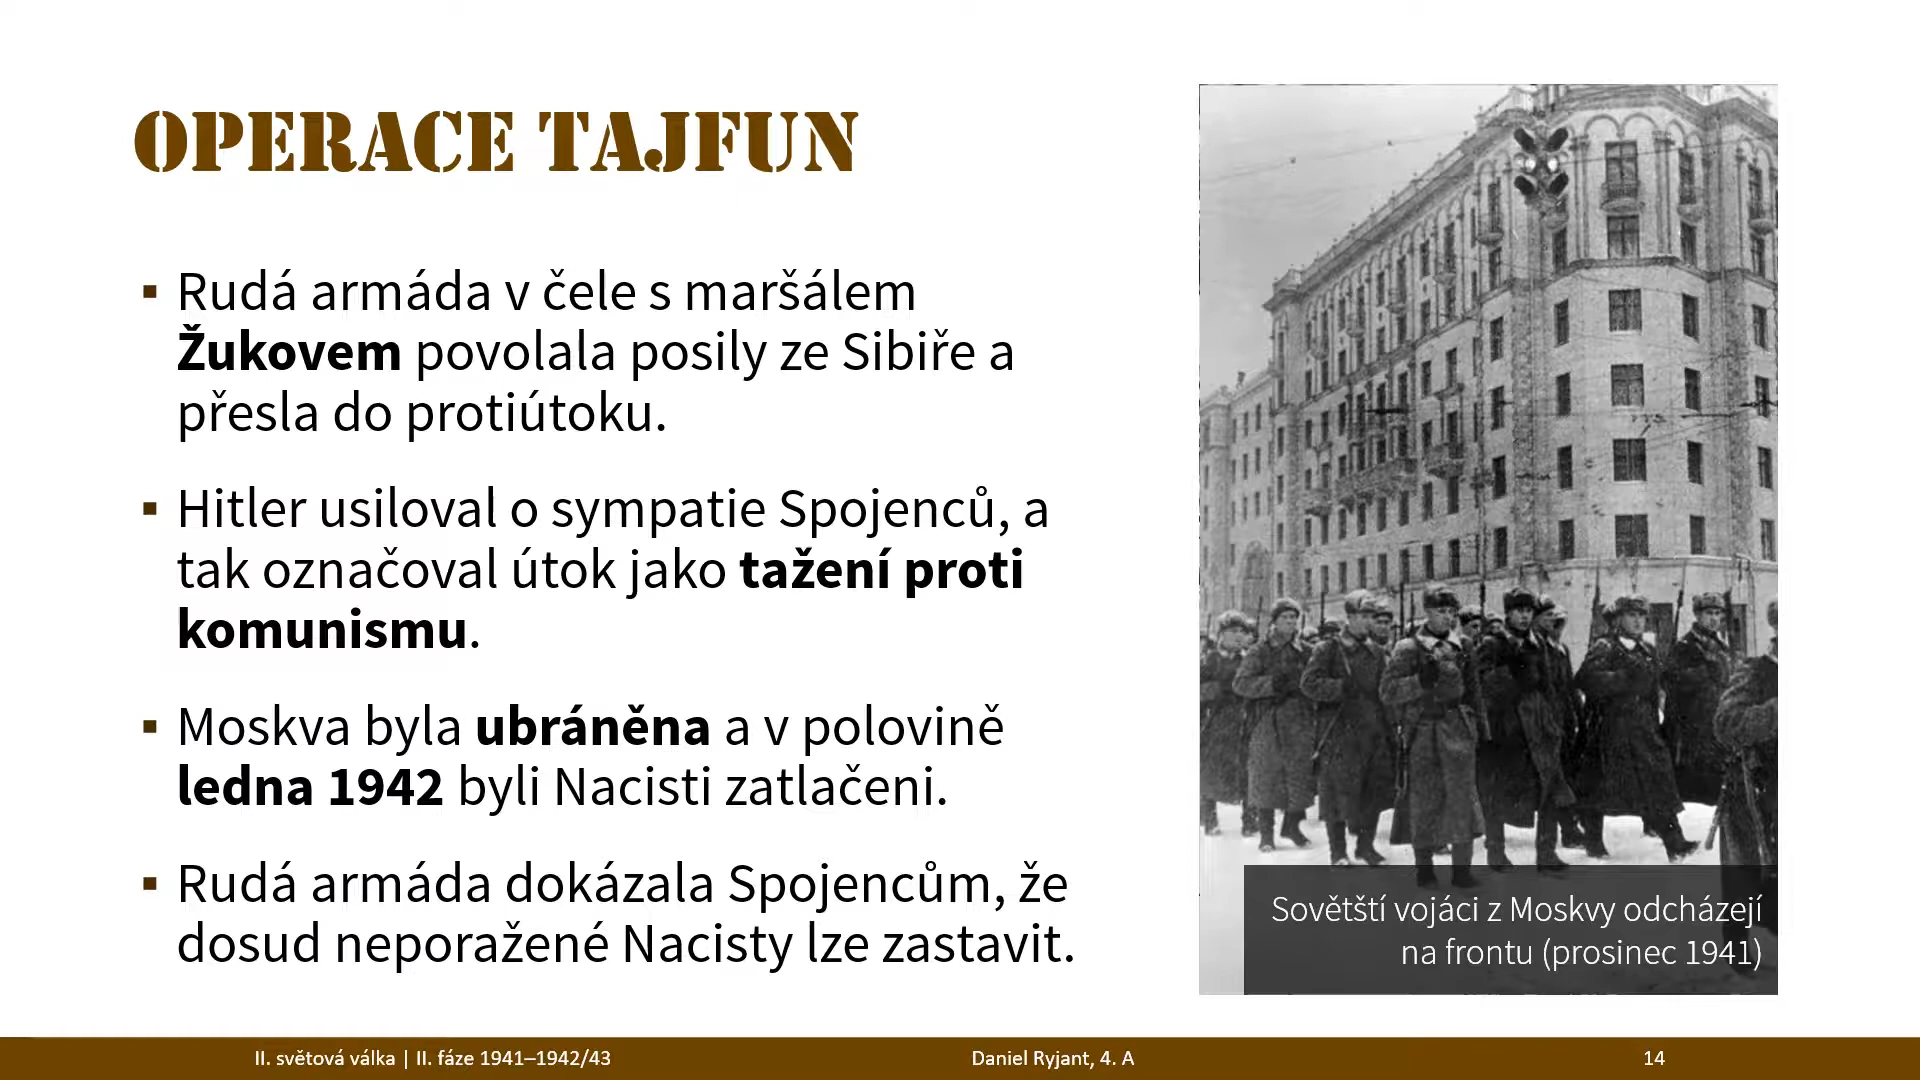 OPERACE TAJFUN
▪ Rudá armáda v čele s maršálem
Žukovem povolala posily ze Sibiře a
přesla do protiútoku.
▪ Hitler usiloval o sympatie Spojenců, a
tak označoval útok jako tažení proti
komunismu.
▪ Moskva byla ubráněna a v polovině
ledna 1942 byli Nacisti zatlačeni.
▪ Rudá armáda dokázala Spojencům, že
dosud neporažené Nacisty lze zastavit.
Sovětští vojáci z Moskvy odcházejí
na frontu (prosinec 1941)
II. světová válka | II. fáze 1941–1942/43
Daniel Ryjant, 4. A
14